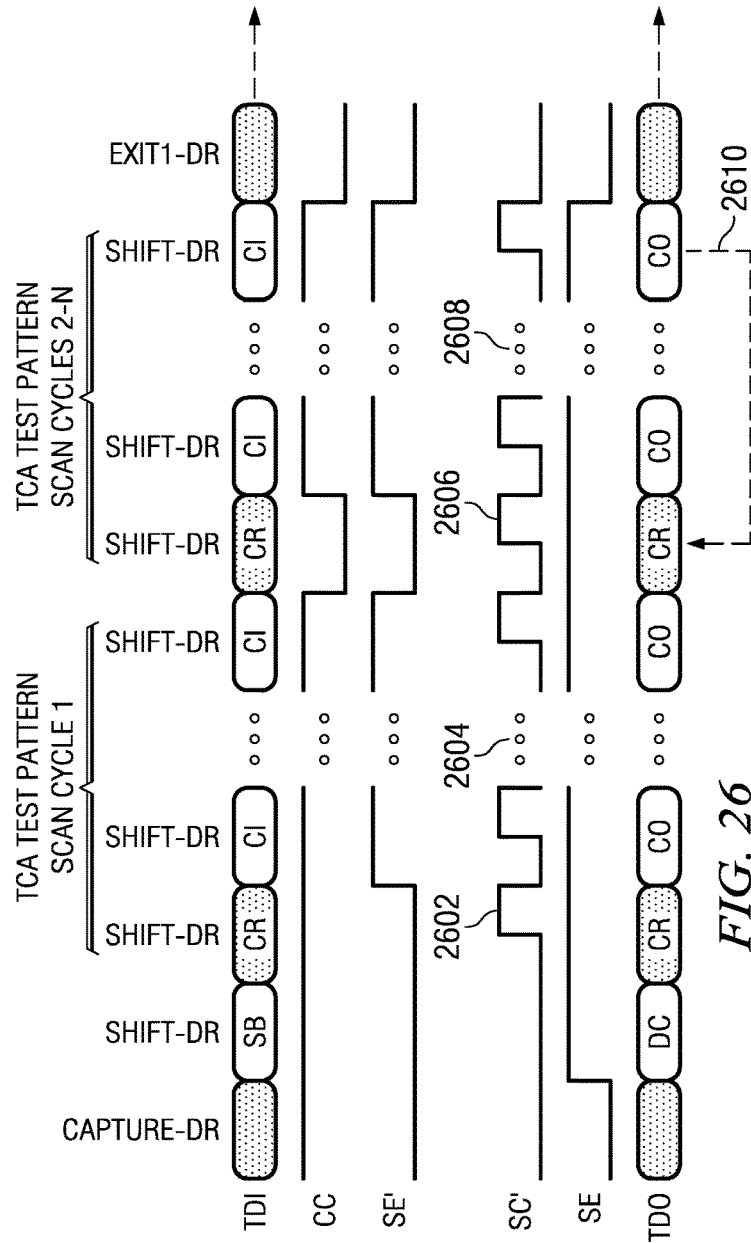 TCA TEST PATTERN
SCAN CYCLE 1
TCA TEST PATTERN
SCAN CYCLES 2-N
CAPTURE-DR
SHIFT-DR
SHIFT-DR
SHIFT-DR
SHIFT-DR
SHIFT-DR
SHIFT-DR
SHIFT-DR
EXIT1-DR
TDI
SB
CR
CI
CI
CR
CI
CI
CC
SE'
2602
2604
2606
2608
SC'
SE
TDO
DC
CR
CO
CO
CR
CO
CO
2610
FIG. 26